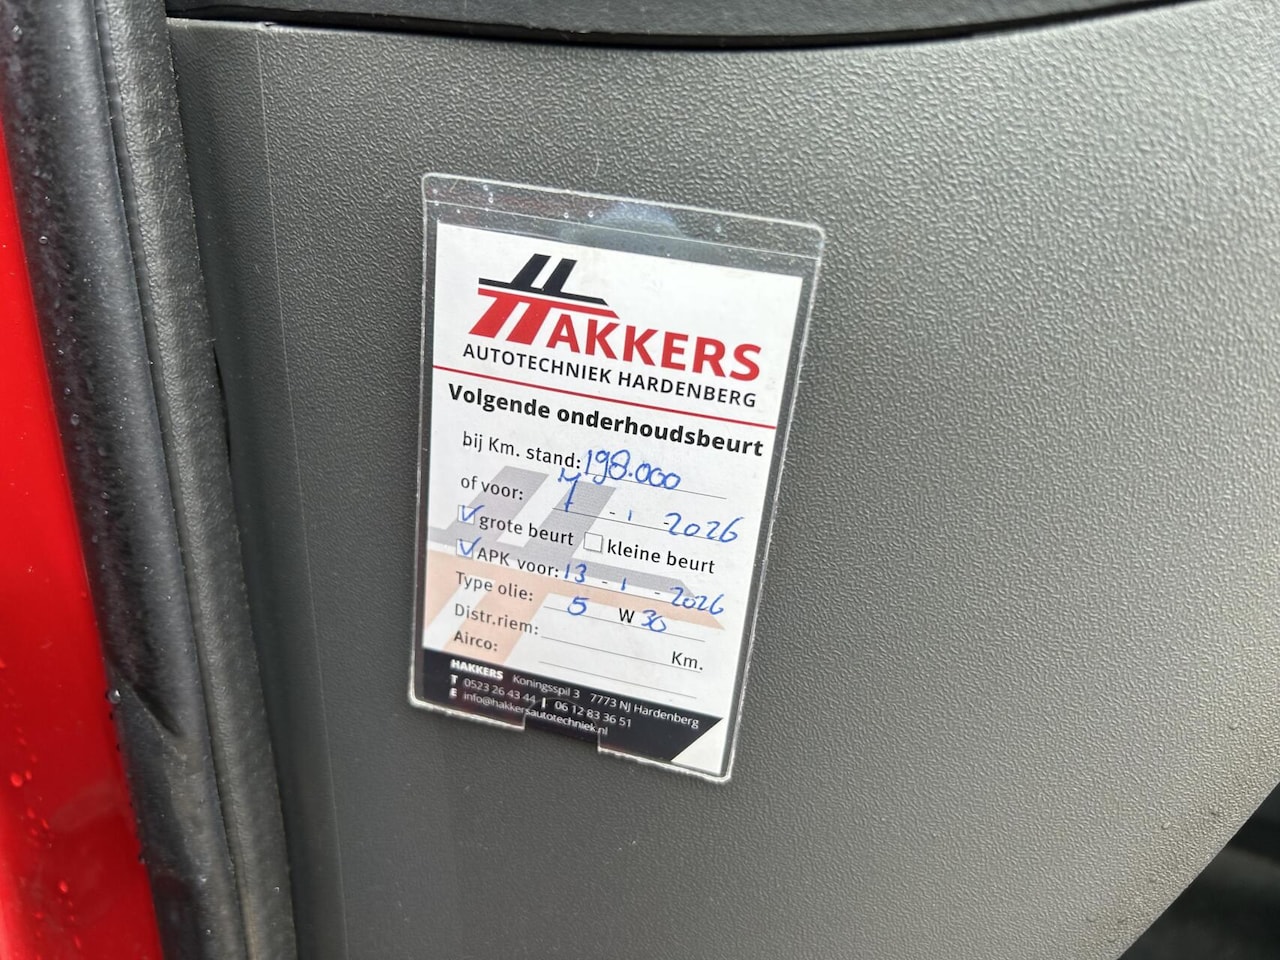 HAKKERS
AUTOTECHNIEK HARDENBERG
Volgende onderhoudsbeurt
bij Km. stand: 198.000
of voor: - 1 - 2026
grote beurt kleine beurt
APK voor: 13 - 1 - 2026
Type olie: 5 W 30
Distr.riem: Km.
Airco:
HAKKERS Koningsspil 3 7773 NJ Hardenberg
T 0523 26 43 44 | 06 12 83 36 51
E info@hakkersautotechniek.nl